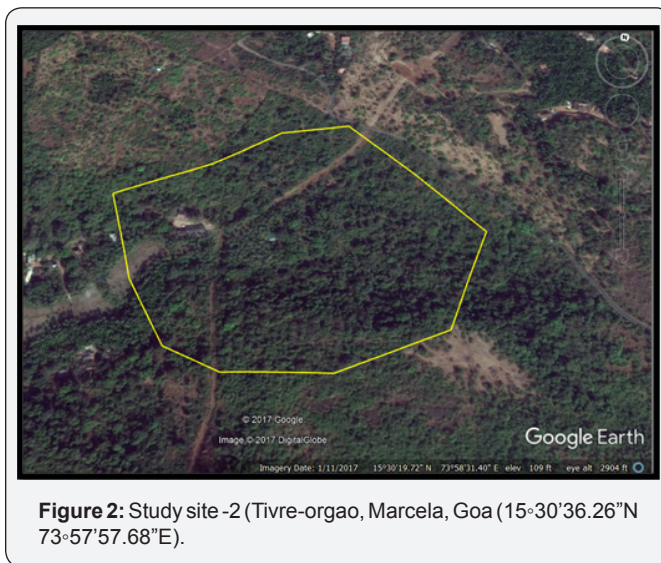 N
© 2017 Google
Image © 2017 DigitalGlobe
Google Earth
Imagery Date: 1/11/2017 15°30'19.72" N 73°58'31.40" E elev 109 ft eye alt 2904 ft
Figure 2: Study site -2 (Tivre-orgao, Marcela, Goa (15◦30’36.26”N
73◦57’57.68”E).